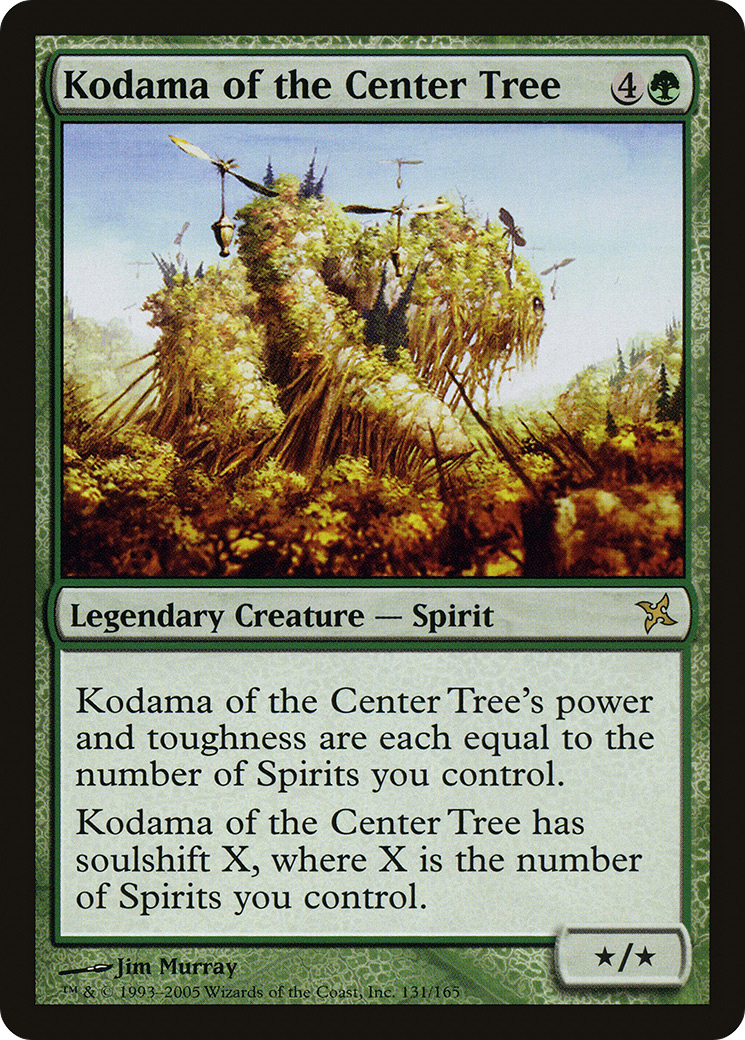 Kodama of the Center Tree 4
Legendary Creature — Spirit
Kodama of the Center Tree's power
and toughness are each equal to the
number of Spirits you control.
Kodama of the Center Tree has
soulshift X, where X is the number
of Spirits you control.
★/★
Jim Murray
™ & © 1993–2005 Wizards of the Coast, Inc. 131/165